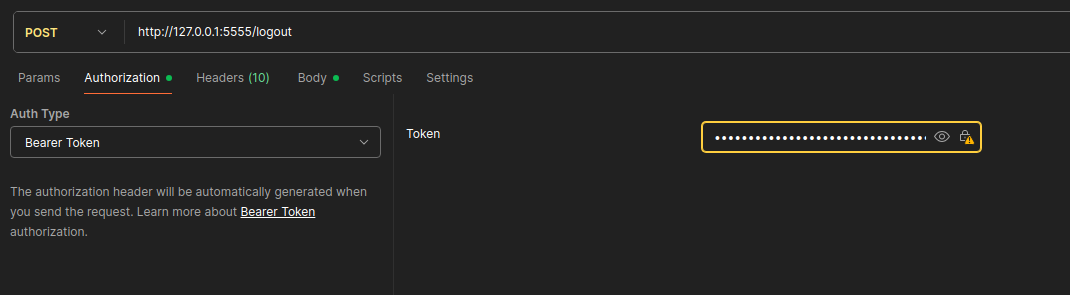 POST
http://127.0.0.1:5555/logout
Params Authorization Headers (10) Body Scripts Settings
Auth Type
Bearer Token
Token
••••••••••••••••••••••••••••••••
The authorization header will be automatically generated when
you send the request. Learn more about Bearer Token
authorization.